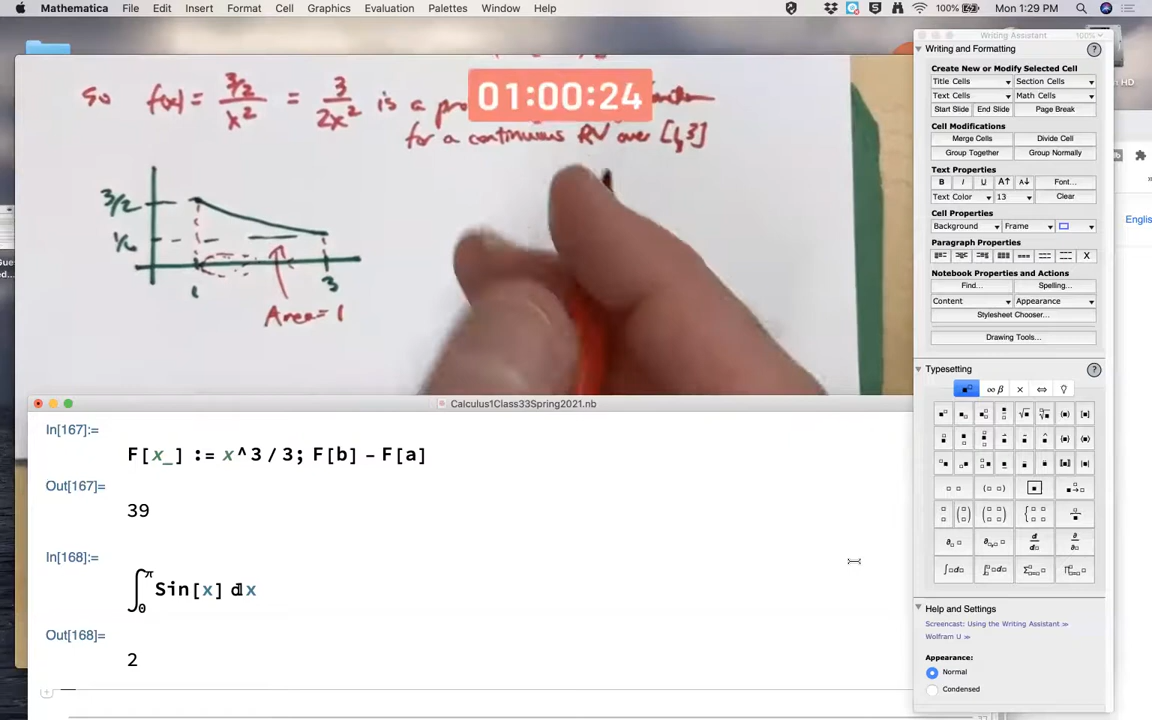 Mathematica File Edit Insert Format Cell Graphics Evaluation Palettes Window Help
100% Mon 1:29 PM
Writing Assistant 100%
Writing and Formatting
Create New or Modify Selected Cell
Title Cells Section Cells
Text Cells Math Cells
Start Slide End Slide Page Break
Cell Modifications
Merge Cells Divide Cell
Group Together Group Normally
Text Properties
B I U A↑ A↓ Font...
Text Color 13 Clear
Cell Properties
Background Frame
Paragraph Properties
Notebook Properties and Actions
Find... Spelling...
Content Appearance
Stylesheet Chooser...
Drawing Tools...
Typesetting
Help and Settings
Screencast: Using the Writing Assistant ≫
Wolfram U ≫
Appearance:
Normal
Condensed
English
So f(x) = 3/2 / x² = 3 / 2x² is a
01:00:24
for a continuous RV over [1,3]
3/2
1/6
1 3
Area = 1
Calculus1Class33Spring2021.nb
In[167]:=
F[x_] := x^3 / 3; F[b] - F[a]
Out[167]=
39
In[168]:=
∫₀^π Sin[x] dx
Out[168]=
2